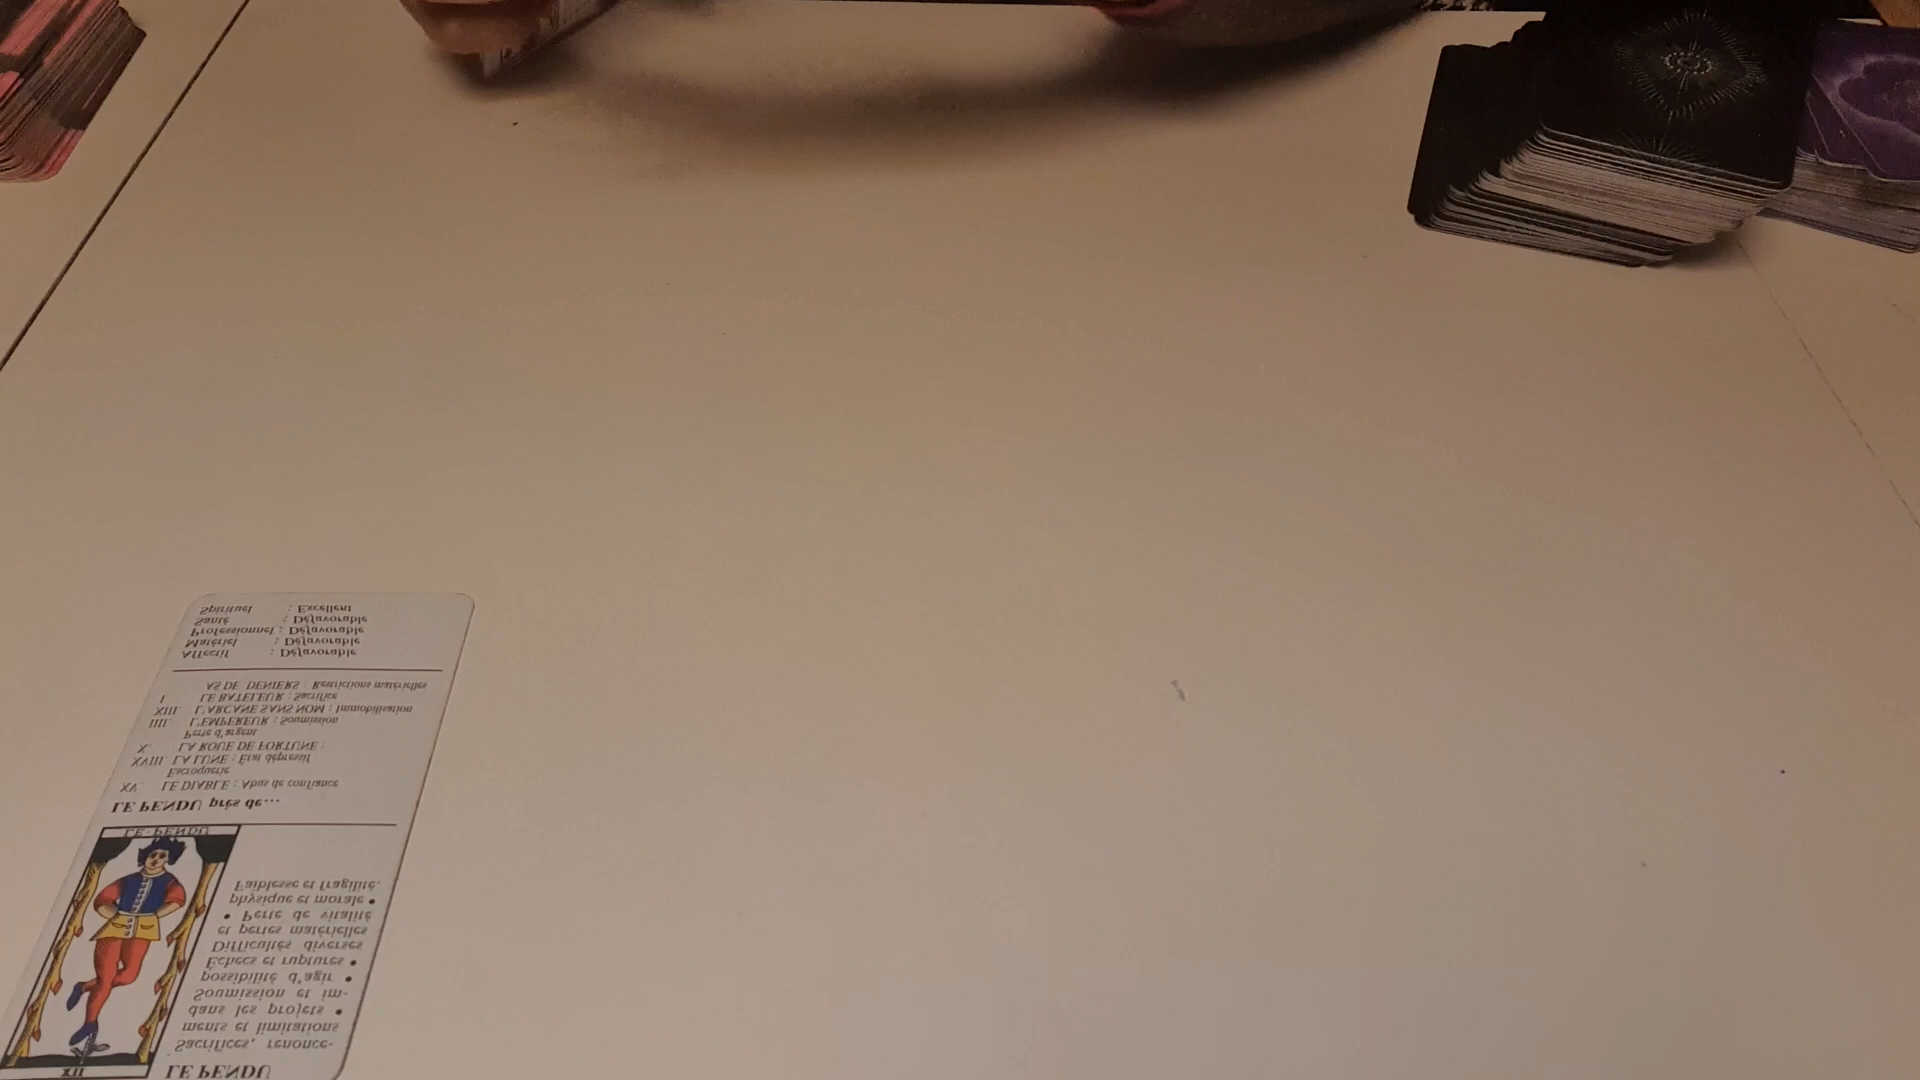 LE PENDU
XII
Sacrifices, renonce-
ments et limitations
dans les projets •
Soumission et im-
possibilité d'agir •
Échecs et ruptures •
Difficultés diverses
et pertes matérielles
• Perte de vitalité
physique et morale •
Faiblesse et fragilité.
LE·PENDU
LE PENDU près de...
XV. LE DIABLE : Abus de confiance
Escroquerie
XVIII. LA LUNE : État dépressif
X. LA ROUE DE FORTUNE :
Perte d'argent
IIII. L'EMPEREUR : Soumission
XIII. L'ARCANE SANS NOM : Immobilisation
I. LE BATELEUR : Sacrifice
AS DE DENIERS : Restrictions matérielles
Affectif : Défavorable
Matériel : Défavorable
Professionnel : Défavorable
Santé : Défavorable
Spirituel : Excellent